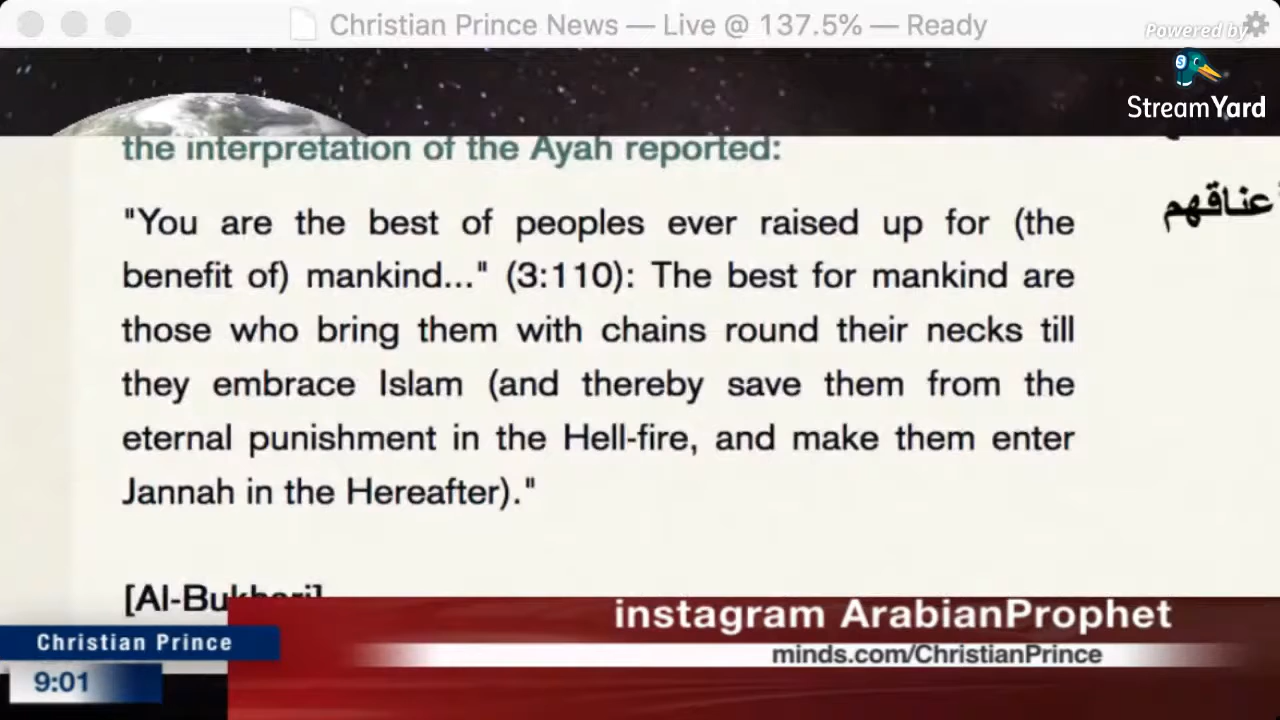 Christian Prince News — Live @ 137.5% — Ready
Powered by
StreamYard
the interpretation of the Ayah reported:
عناقهم
"You are the best of peoples ever raised up for (the
benefit of) mankind..." (3:110): The best for mankind are
those who bring them with chains round their necks till
they embrace Islam (and thereby save them from the
eternal punishment in the Hell-fire, and make them enter
Jannah in the Hereafter)."
[Al-Bukhari]
instagram ArabianProphet
Christian Prince
minds.com/ChristianPrince
9:01